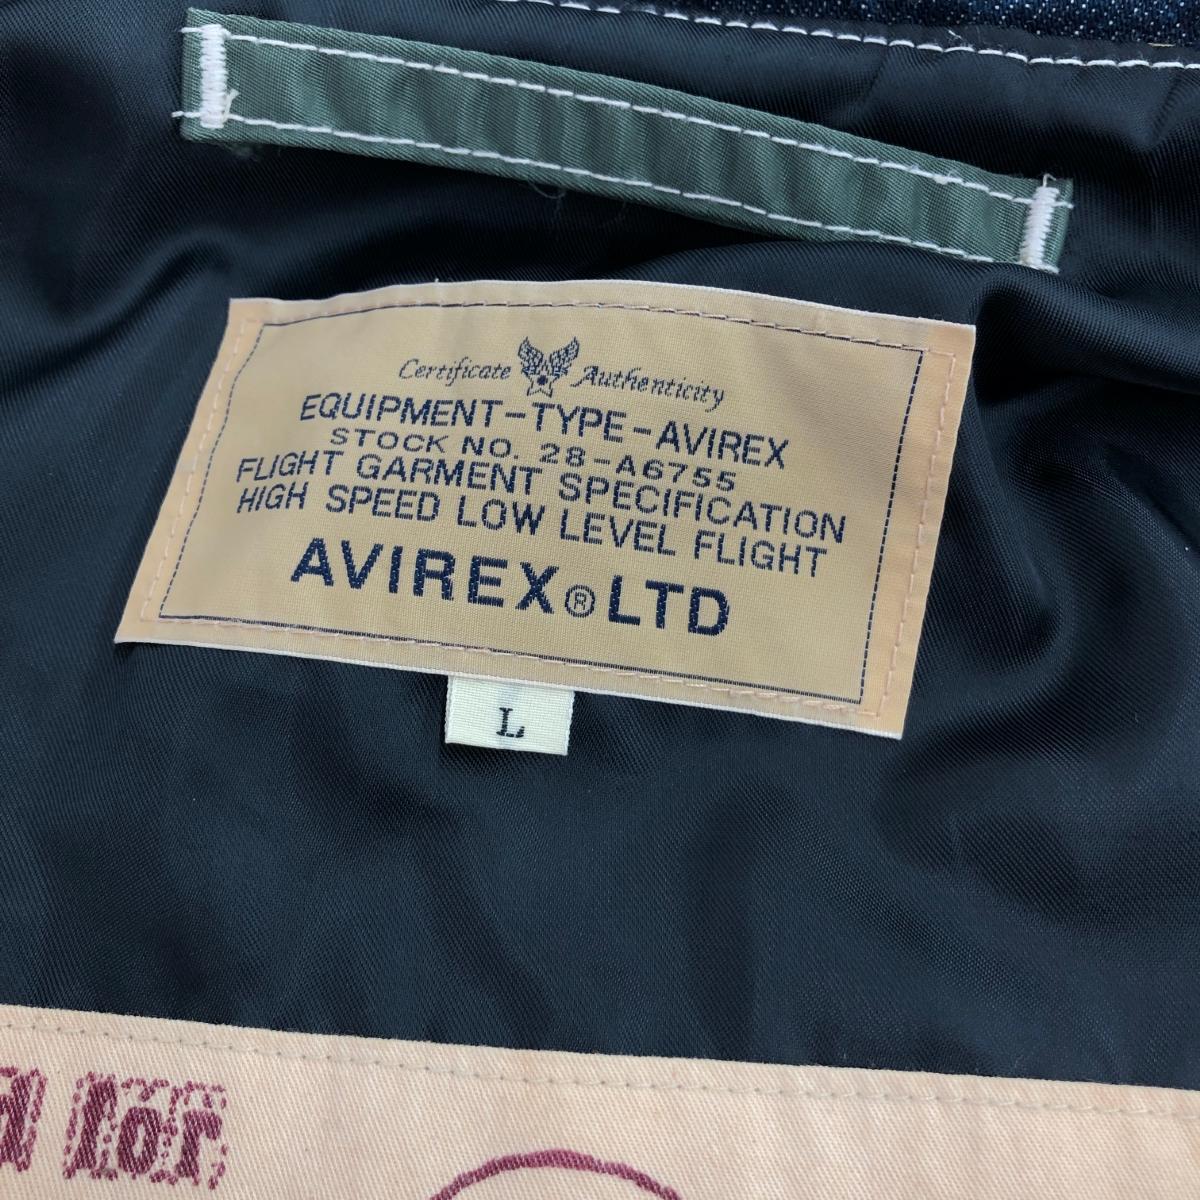 Certificate Authenticity
EQUIPMENT-TYPE-AVIREX
STOCK NO. 28-A6755
FLIGHT GARMENT SPECIFICATION
HIGH SPEED LOW LEVEL FLIGHT
AVIREX®LTD
L
for